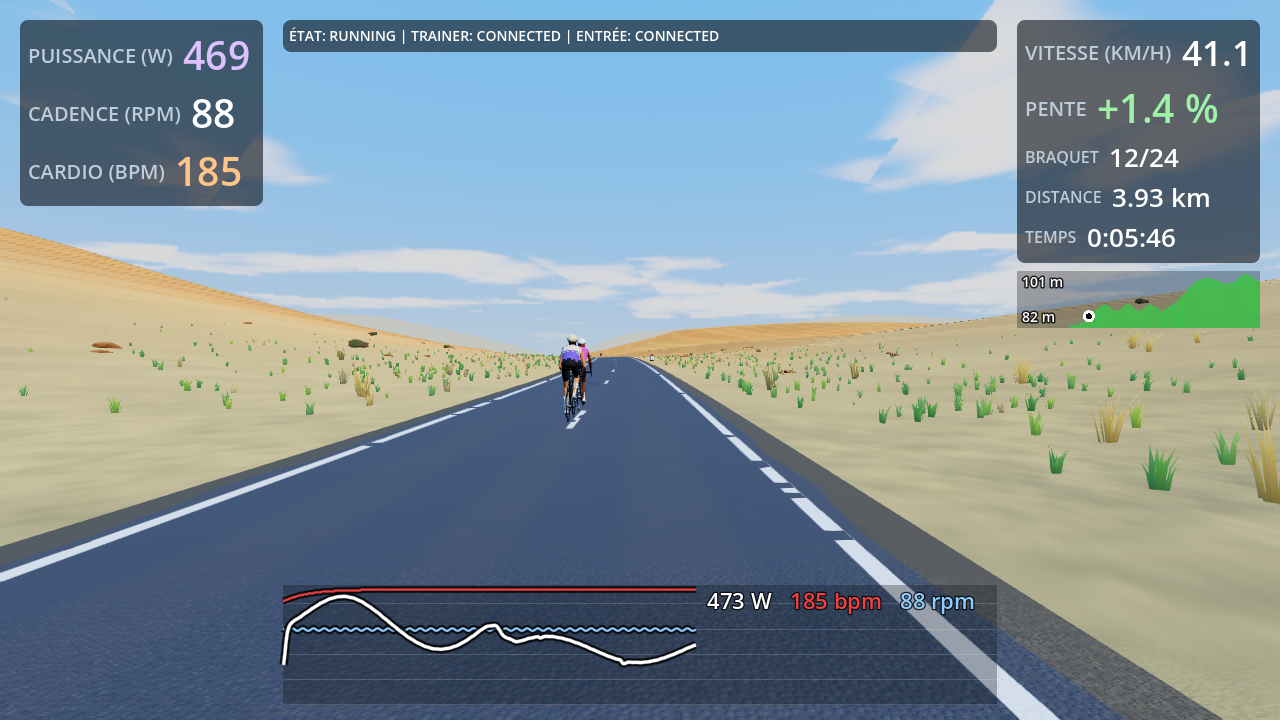 PUISSANCE (W) 469
CADENCE (RPM) 88
CARDIO (BPM) 185
ÉTAT: RUNNING | TRAINER: CONNECTED | ENTRÉE: CONNECTED
VITESSE (KM/H) 41.1
PENTE +1.4 %
BRAQUET 12/24
DISTANCE 3.93 km
TEMPS 0:05:46
101 m
82 m
473 W 185 bpm 88 rpm